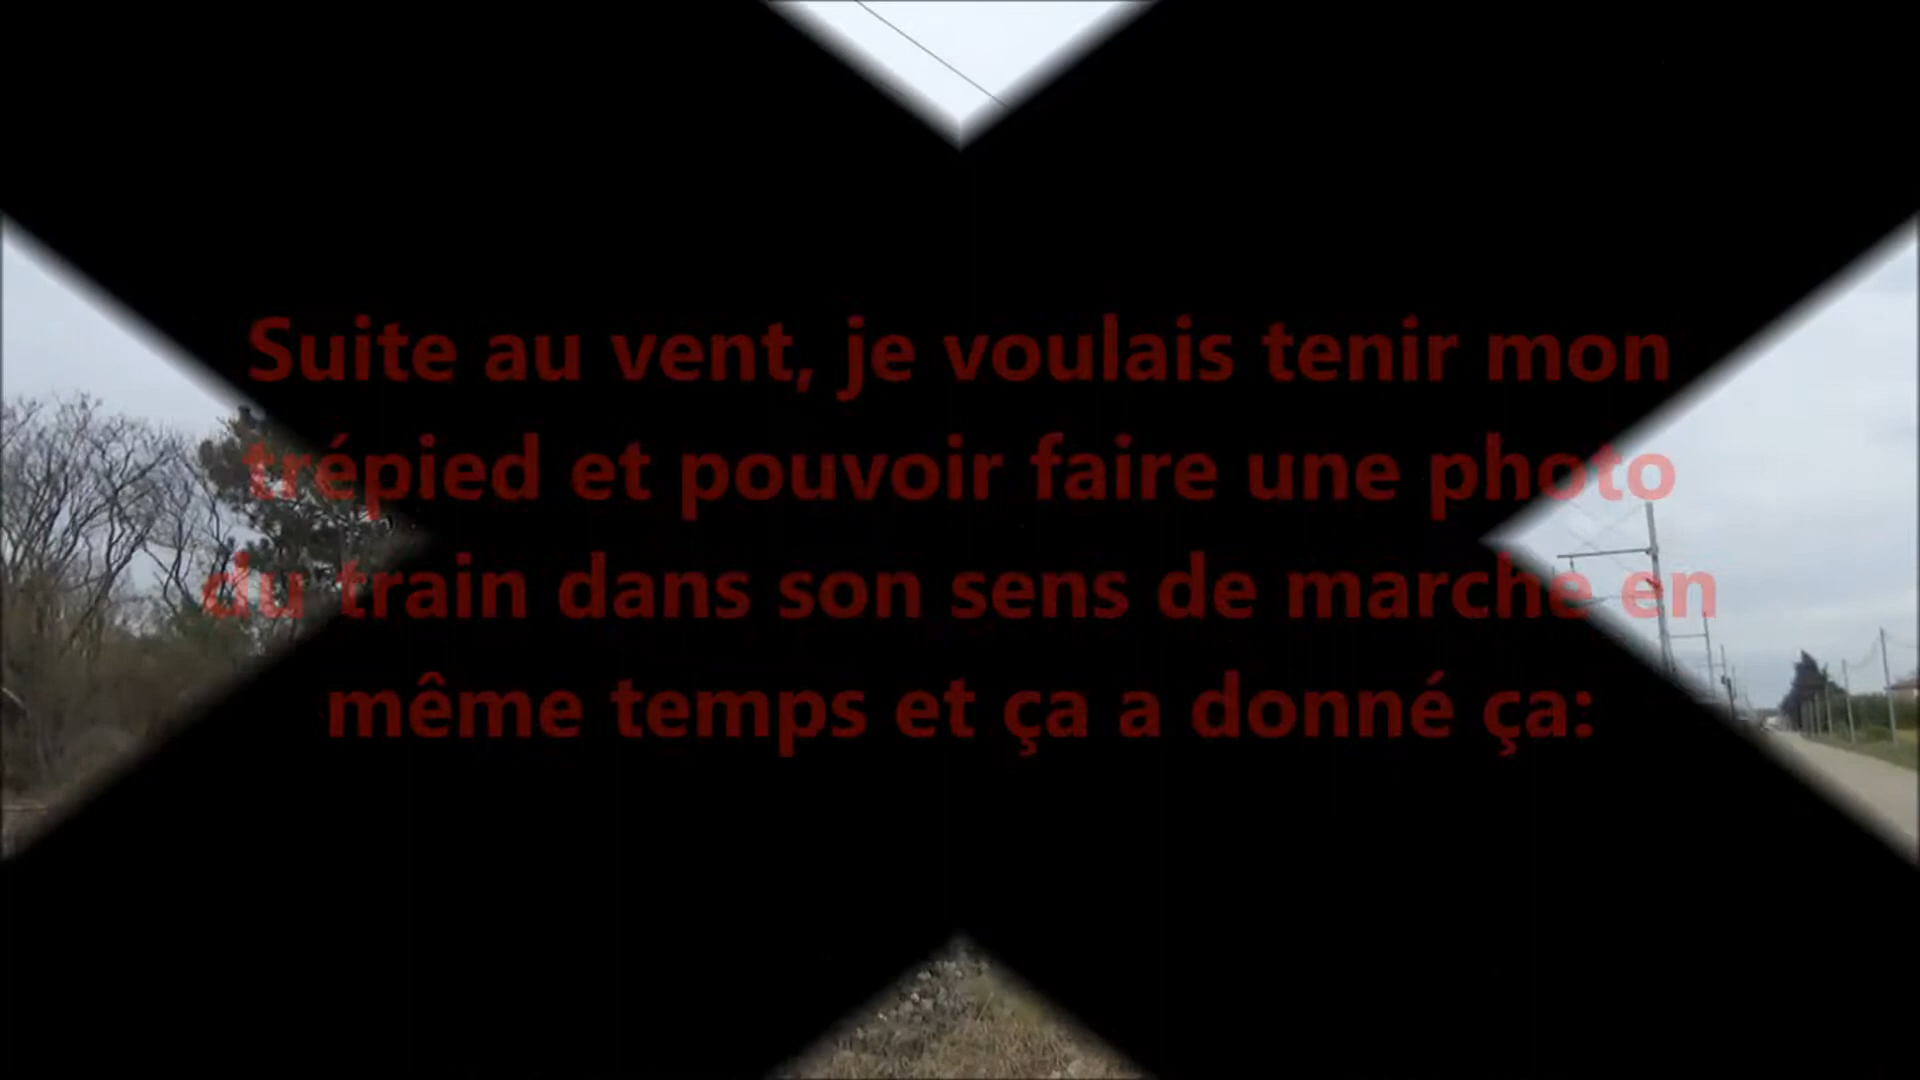 Suite au vent, je voulais tenir mon
trépied et pouvoir faire une photo
du train dans son sens de marche en
même temps et ça a donné ça: